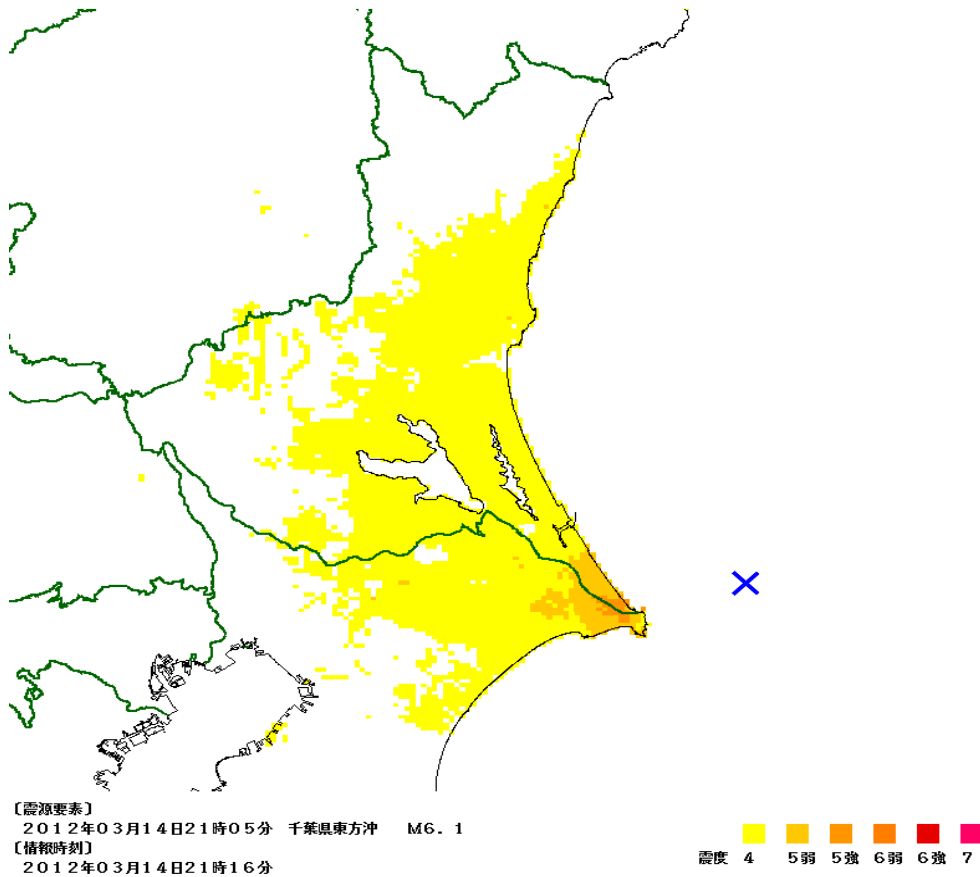 〔震源要素〕
２０１２年０３月１４日２１時０５分 千葉県東方沖 Ｍ６．１
〔情報時刻〕
２０１２年０３月１４日２１時１６分
震度 4 5弱 5強 6弱 6強 7